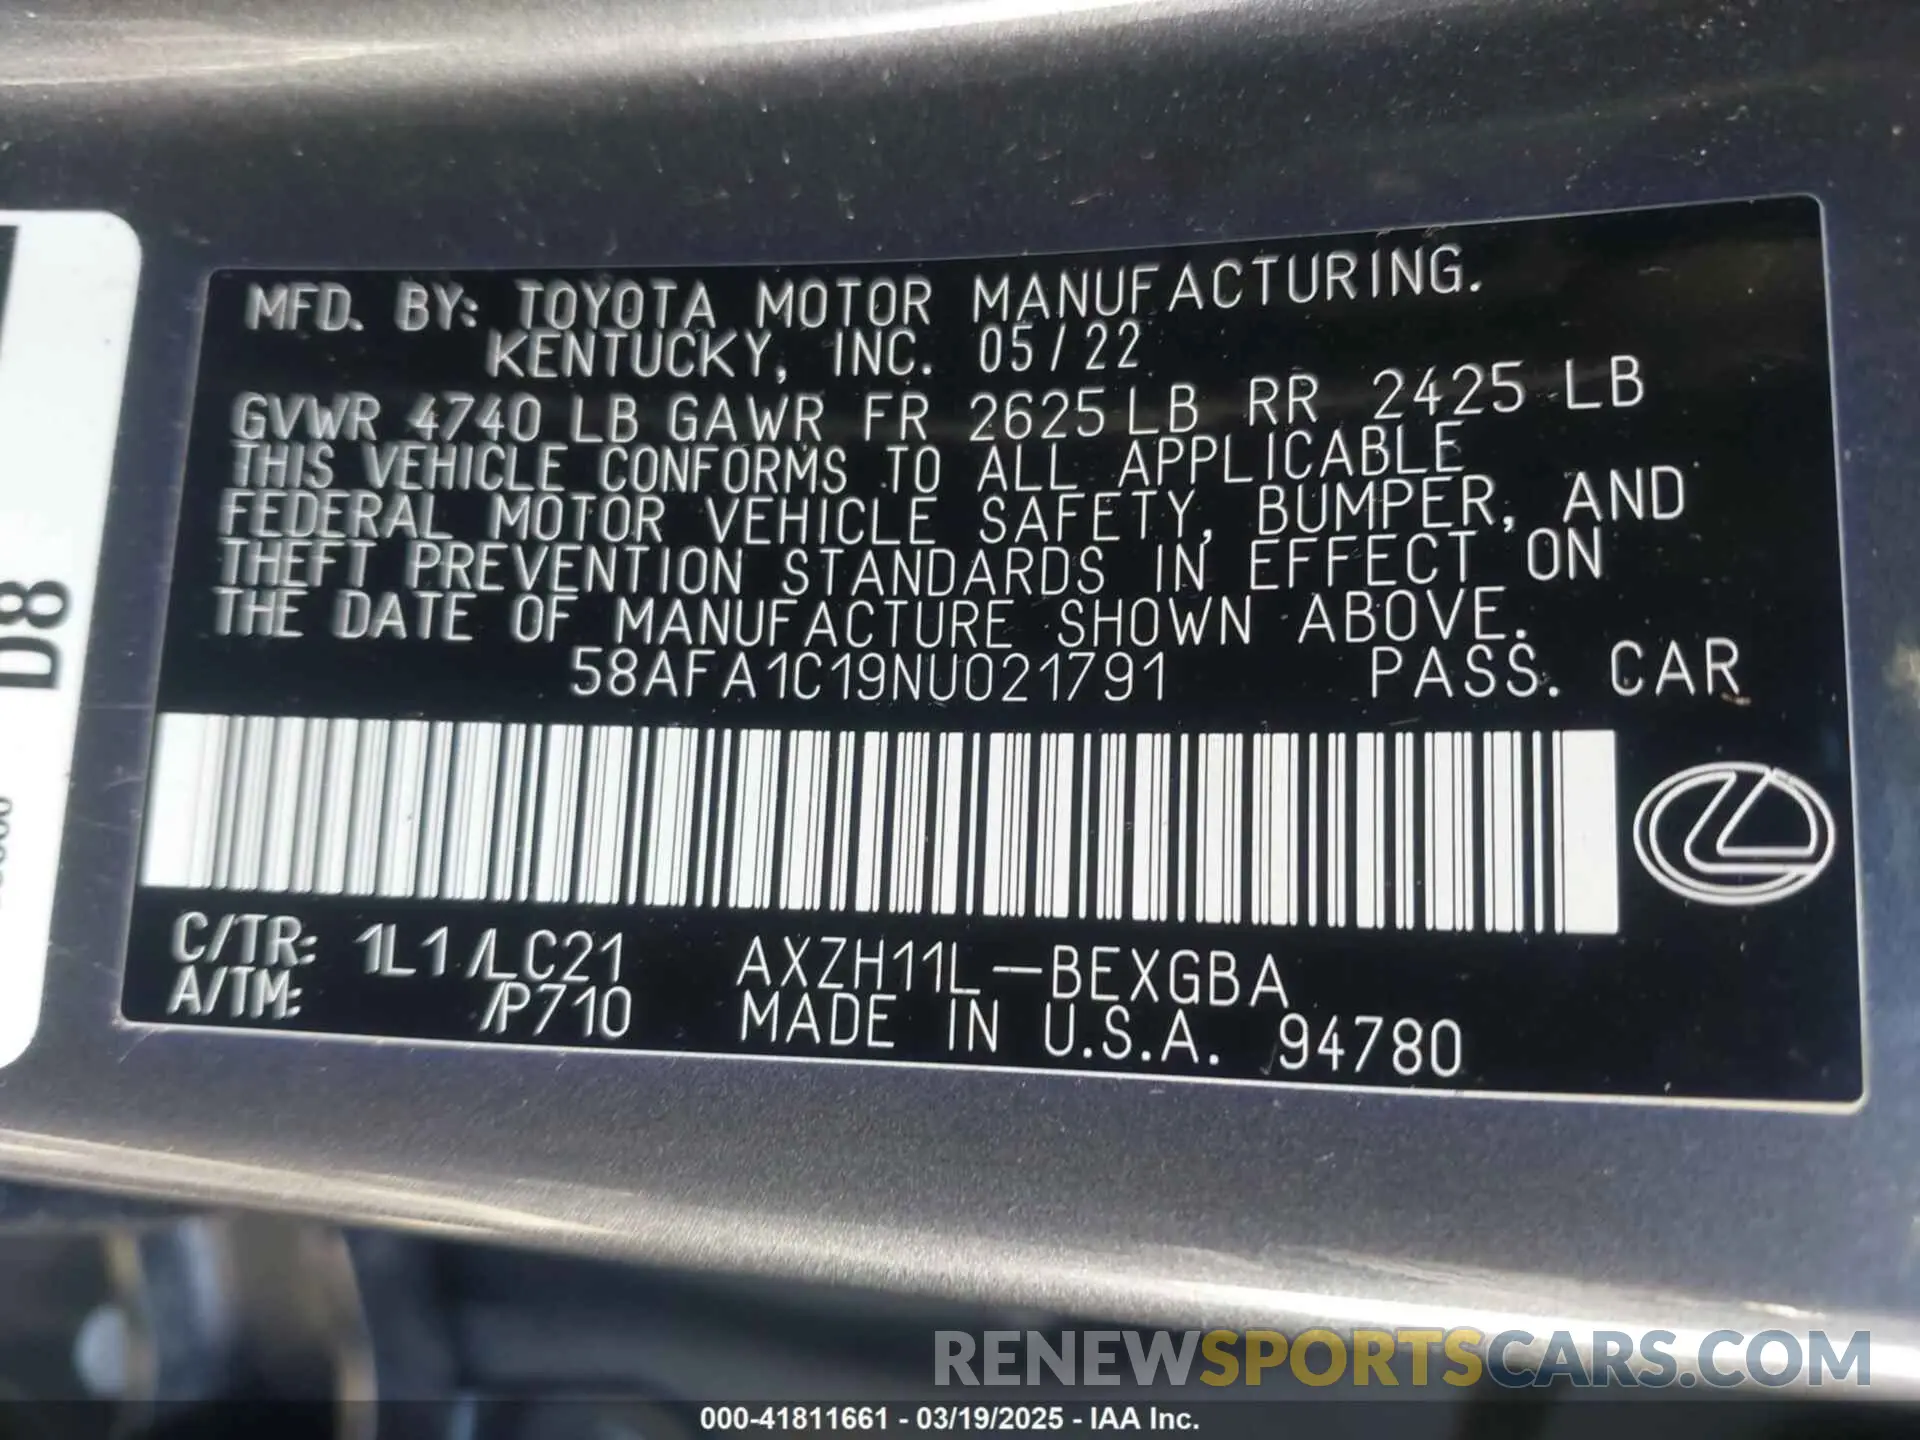 MFD. BY: TOYOTA MOTOR MANUFACTURING.
KENTUCKY, INC. 05/22
GVWR 4740 LB GAWR FR 2625 LB RR 2425 LB
THIS VEHICLE CONFORMS TO ALL APPLICABLE
FEDERAL MOTOR VEHICLE SAFETY, BUMPER, AND
THEFT PREVENTION STANDARDS IN EFFECT ON
THE DATE OF MANUFACTURE SHOWN ABOVE.
58AFA1C19NU021791 PASS. CAR
C/TR: 1L1/LC21 AXZH11L-BEXGBA
A/TM: /P710 MADE IN U.S.A. 94780
D8
RENEWSPORTSCARS.COM
000-41811661 - 03/19/2025 - IAA Inc.